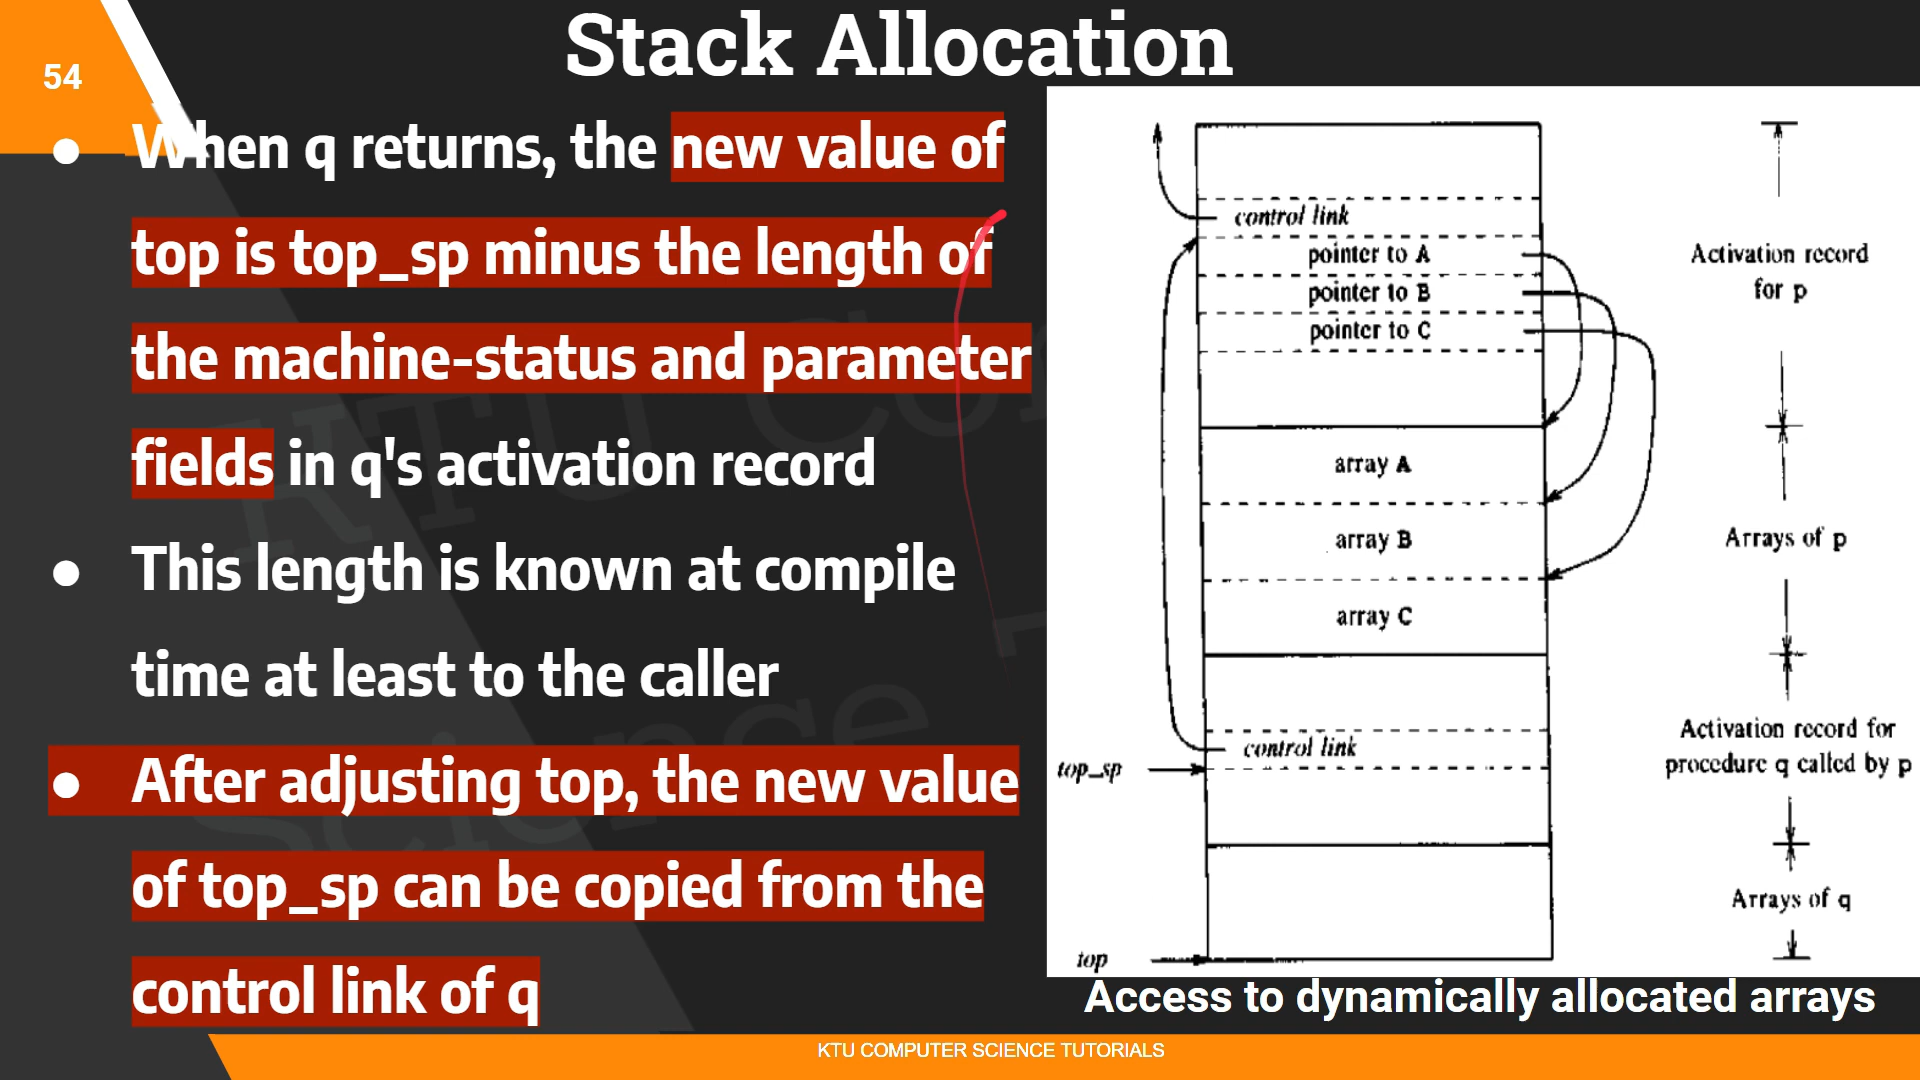 54
Stack Allocation
When q returns, the new value of
top is top_sp minus the length of
the machine-status and parameter
fields in q's activation record
This length is known at compile
time at least to the caller
After adjusting top, the new value
of top_sp can be copied from the
control link of q
control link
pointer to A
pointer to B
pointer to C
Activation record
for p
array A
array B
array C
Arrays of p
control link
top_sp
Activation record for
procedure q called by p
Arrays of q
top
Access to dynamically allocated arrays
KTU COMPUTER SCIENCE TUTORIALS